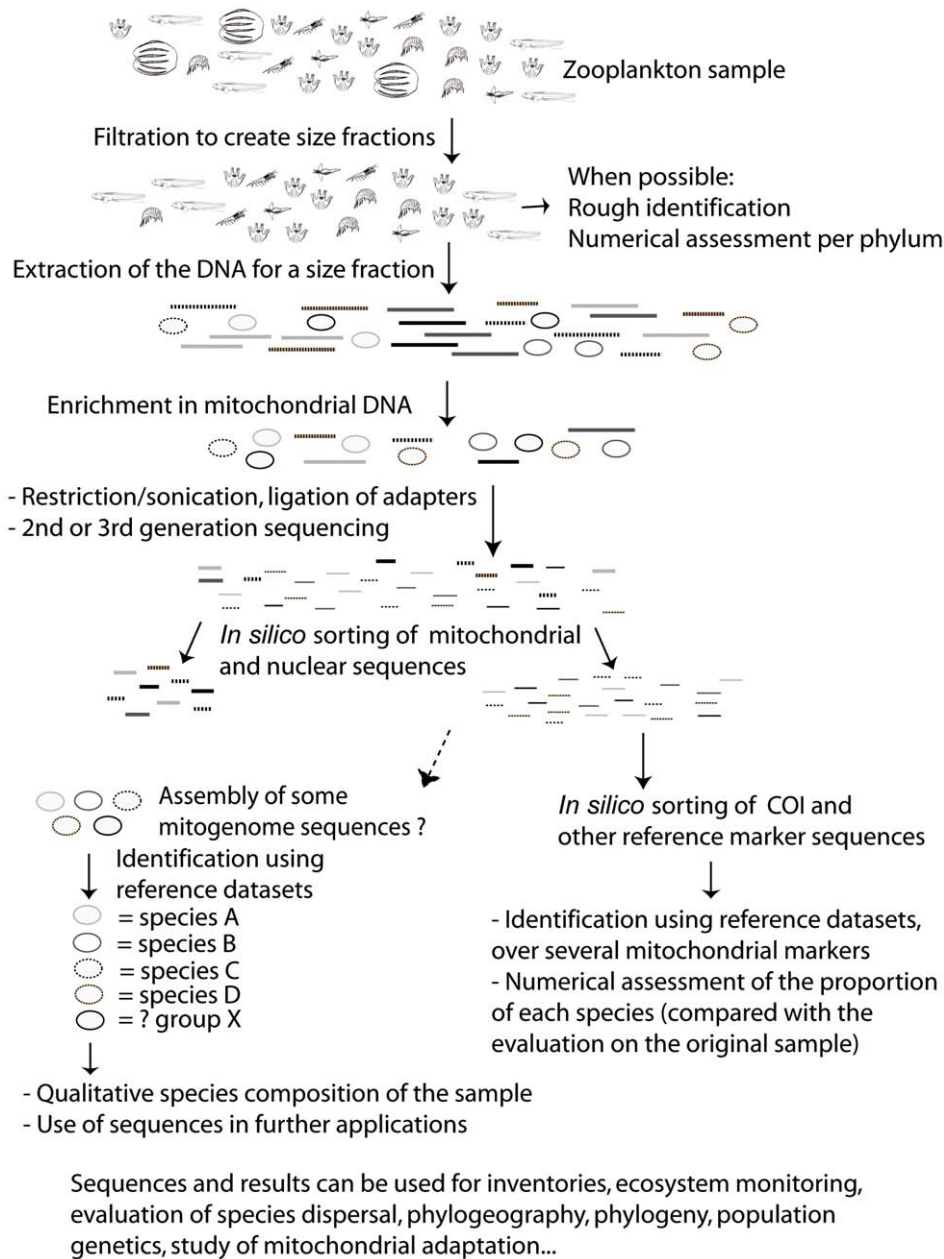 Zooplankton sample
Filtration to create size fractions
When possible:
Rough identification
Numerical assessment per phylum
Extraction of the DNA for a size fraction
Enrichment in mitochondrial DNA
- Restriction/sonication, ligation of adapters
- 2nd or 3rd generation sequencing
In silico sorting of mitochondrial
and nuclear sequences
Assembly of some
mitogenome sequences ?
Identification using
reference datasets
= species A
= species B
= species C
= species D
= ? group X
- Qualitative species composition of the sample
- Use of sequences in further applications
In silico sorting of COI and
other reference marker sequences
- Identification using reference datasets,
over several mitochondrial markers
- Numerical assessment of the proportion
of each species (compared with the
evaluation on the original sample)
Sequences and results can be used for inventories, ecosystem monitoring,
evaluation of species dispersal, phylogeography, phylogeny, population
genetics, study of mitochondrial adaptation...